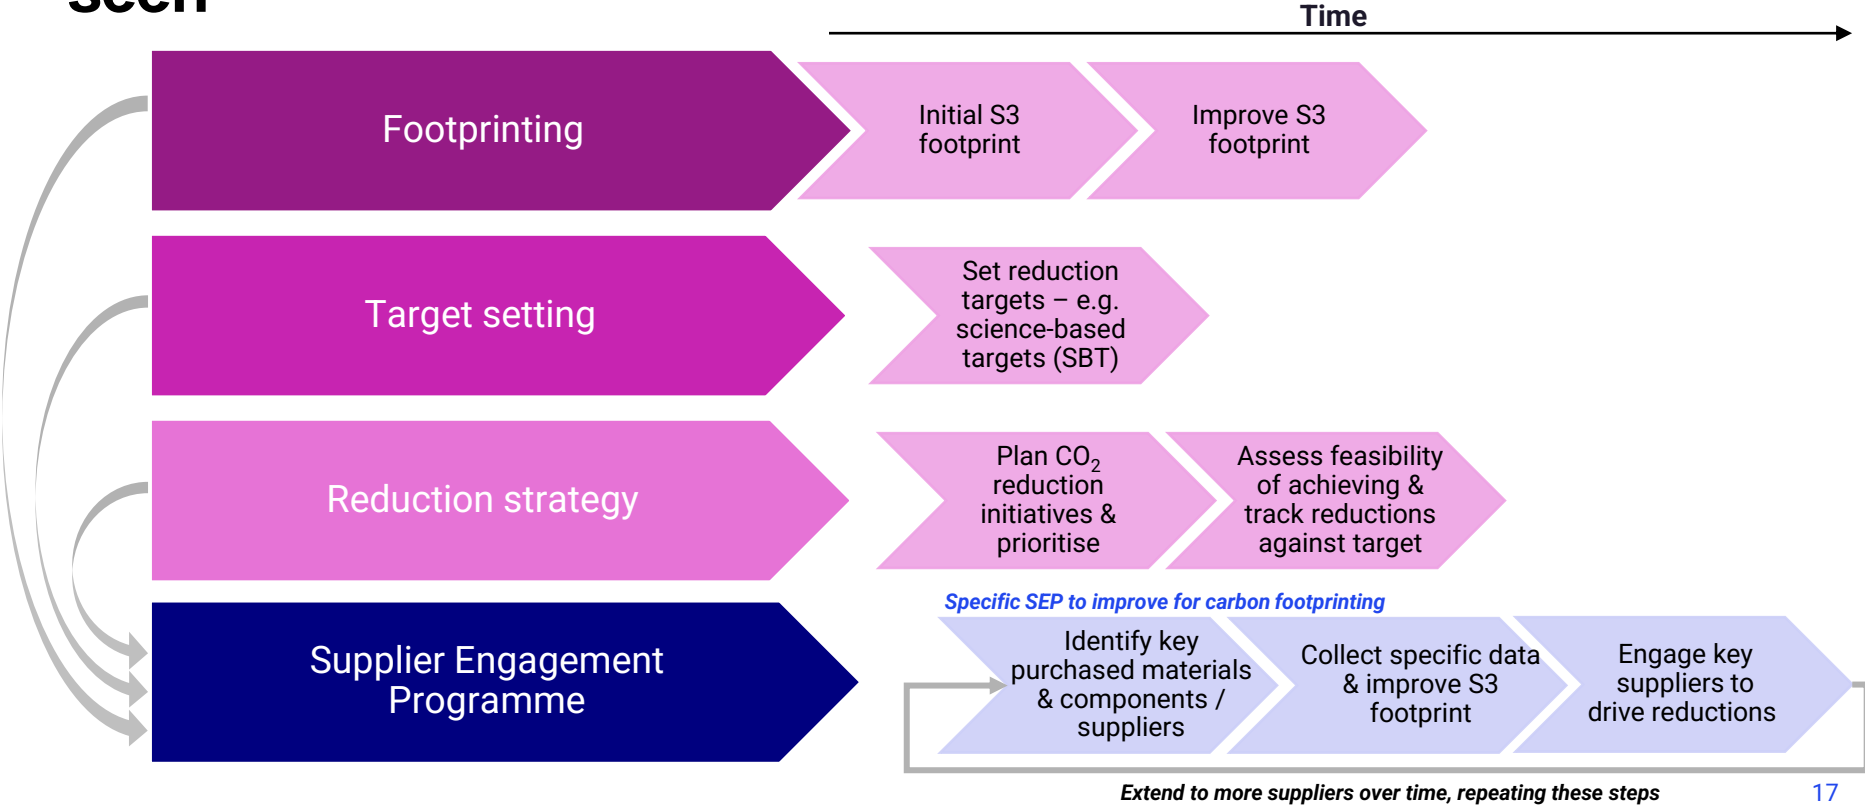 Time
Footprinting
Initial S3
footprint
Improve S3
footprint
Target setting
Set reduction
targets – e.g.
science-based
targets (SBT)
Reduction strategy
Plan CO₂
reduction
initiatives &
prioritise
Assess feasibility
of achieving &
track reductions
against target
Supplier Engagement
Programme
Specific SEP to improve for carbon footprinting
Identify key
purchased materials
& components /
suppliers
Collect specific data
& improve S3
footprint
Engage key
suppliers to
drive reductions
Extend to more suppliers over time, repeating these steps
17